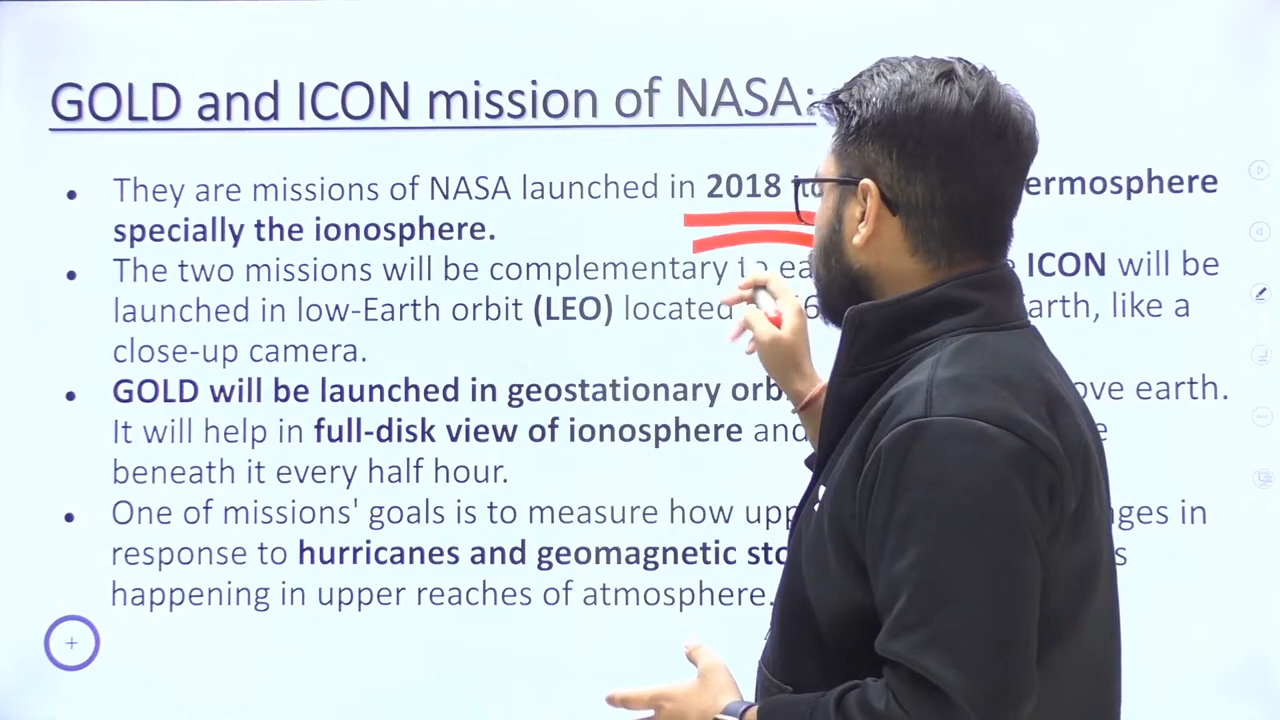 GOLD and ICON mission of NASA:
• They are missions of NASA launched in 2018 ermosphere
specially the ionosphere.
• The two missions will be complementary to ea ICON will be
launched in low-Earth orbit (LEO) located arth, like a
close-up camera.
• GOLD will be launched in geostationary orb ove earth.
It will help in full-disk view of ionosphere and
beneath it every half hour.
• One of missions' goals is to measure how upp ges in
response to hurricanes and geomagnetic sto s
happening in upper reaches of atmosphere.